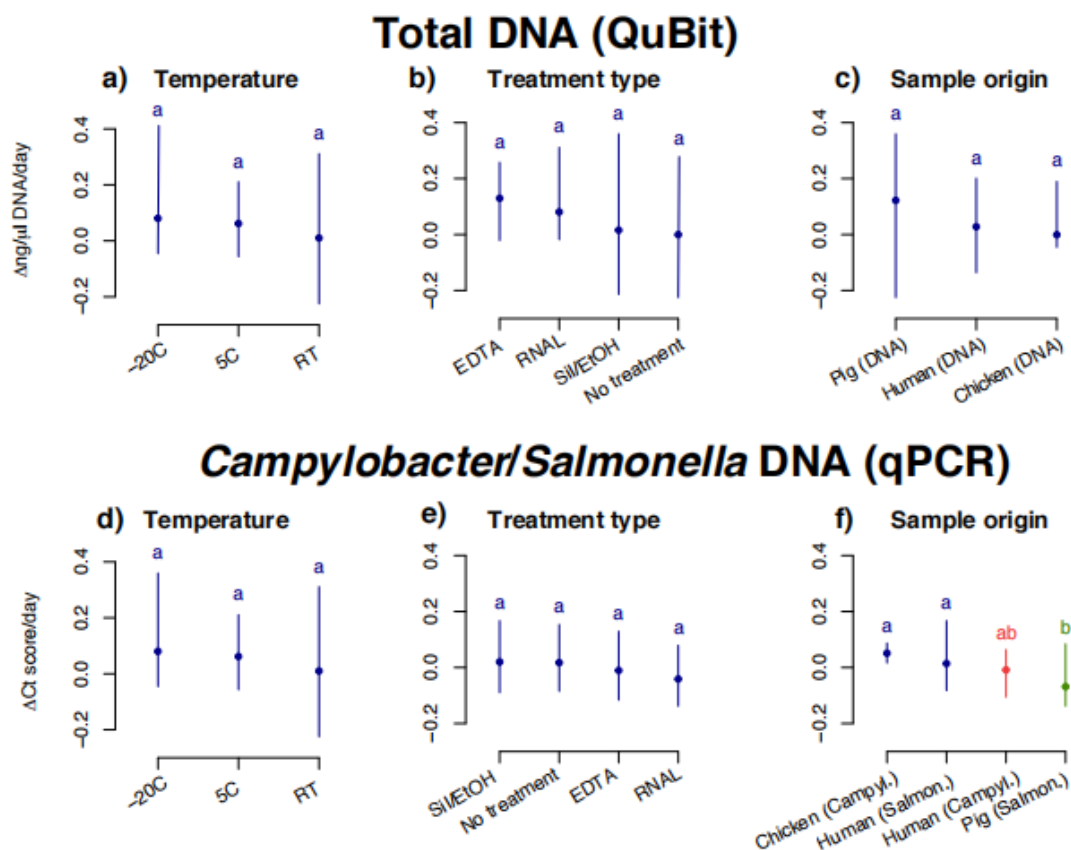 Total DNA (QuBit)
a) Temperature
b) Treatment type
c) Sample origin
Δng/µl DNA/day
0.4
0.2
0.0
−0.2
a
a
a
−20C
5C
RT
0.4
0.2
0.0
−0.2
a
a
a
a
EDTA
RNAL
Sil/EtOH
No treatment
0.4
0.2
0.0
−0.2
a
a
a
Pig (DNA)
Human (DNA)
Chicken (DNA)
Campylobacter/Salmonella DNA (qPCR)
d) Temperature
e) Treatment type
f) Sample origin
ΔCt score/day
0.4
0.2
0.0
−0.2
a
a
a
−20C
5C
RT
0.4
0.2
0.0
−0.2
a
a
a
a
Sil/EtOH
No treatment
EDTA
RNAL
0.4
0.2
0.0
−0.2
a
a
ab
b
Chicken (Campyl.)
Human (Salmon.)
Human (Campyl.)
Pig (Salmon.)